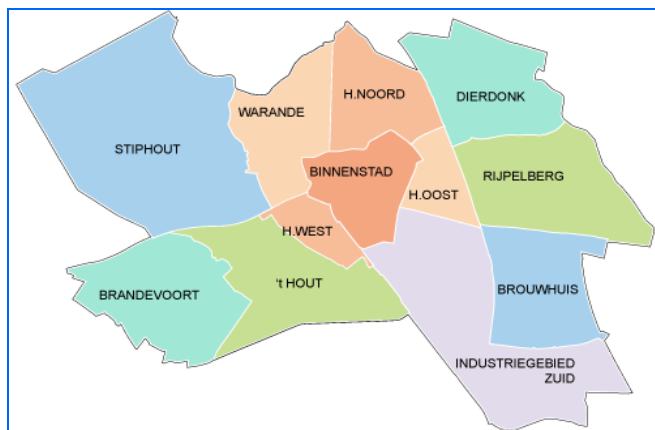 H.NOORD
DIERDONK
WARANDE
STIPHOUT
BINNENSTAD
RIJPELBERG
H.OOST
H.WEST
't HOUT
BRANDEVOORT
BROUWHUIS
INDUSTRIEGEBIED
ZUID